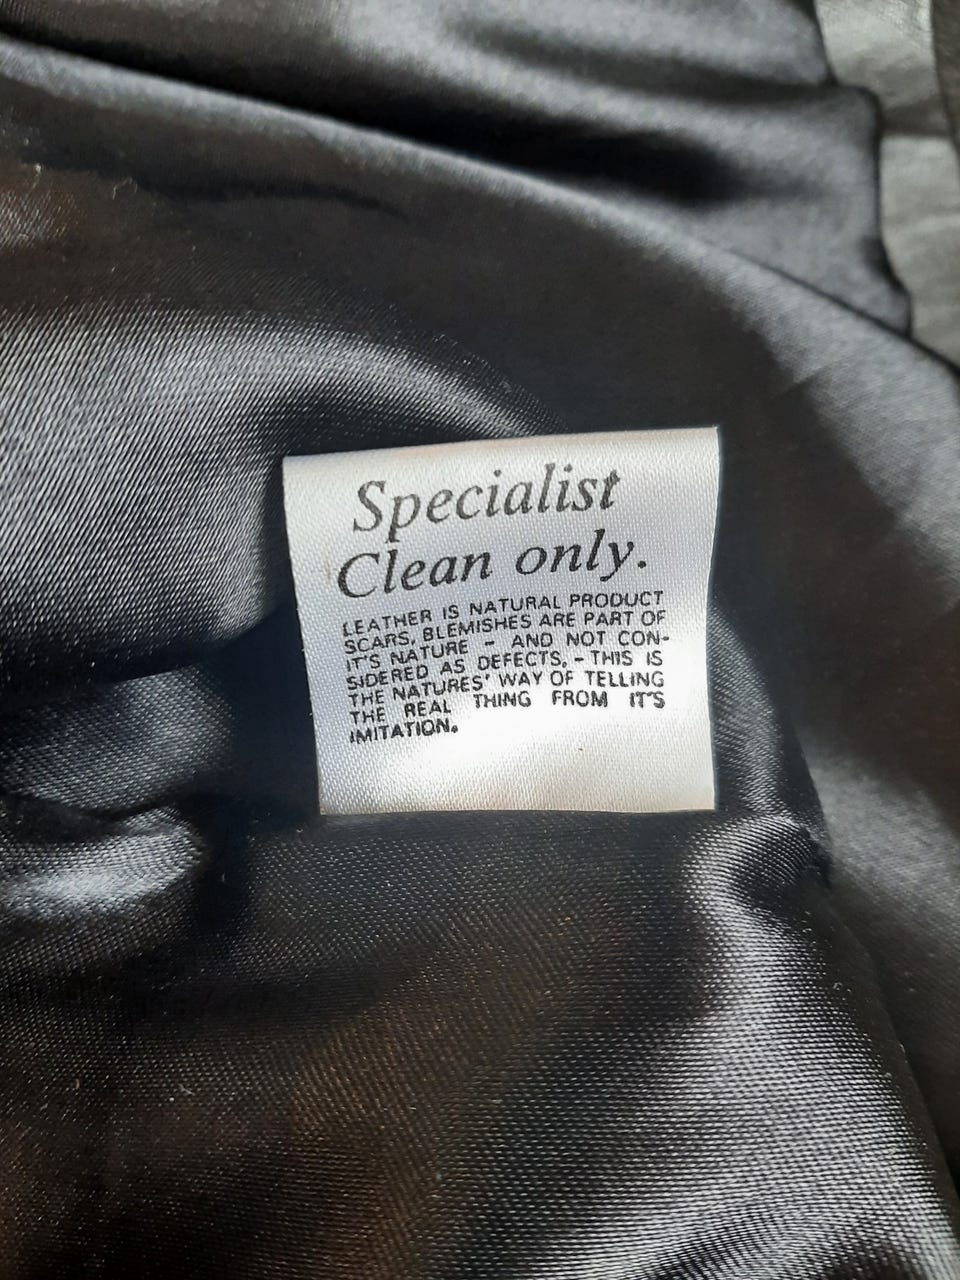 Specialist
Clean only.
LEATHER IS NATURAL PRODUCT
SCARS, BLEMISHES ARE PART OF
IT'S NATURE – AND NOT CON-
SIDERED AS DEFECTS. – THIS IS
THE NATURES' WAY OF TELLING
THE REAL THING FROM IT'S
IMITATION.